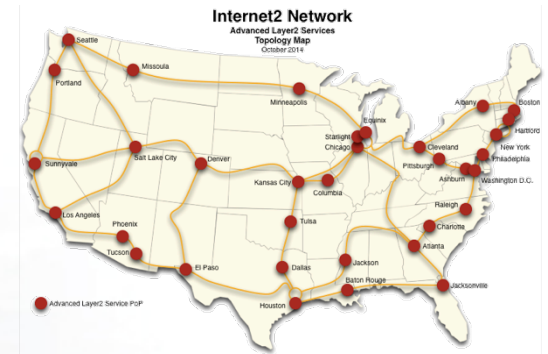 Internet2 Network
Advanced Layer2 Services
Topology Map
October 2014
Seattle
Missoula
Portland
Minneapolis
Albany
Boston
Equinix
Starlight
Hartford
Chicago
Cleveland
New York
Philadelphia
Pittsburgh
Sunnyvale
Salt Lake City
Denver
Ashburn
Washington D.C.
Kansas City
Columbia
Raleigh
Los Angeles
Phoenix
Tulsa
Charlotte
Tucson
Atlanta
El Paso
Dallas
Jackson
Baton Rouge
Jacksonville
Houston
Advanced Layer2 Service PoP